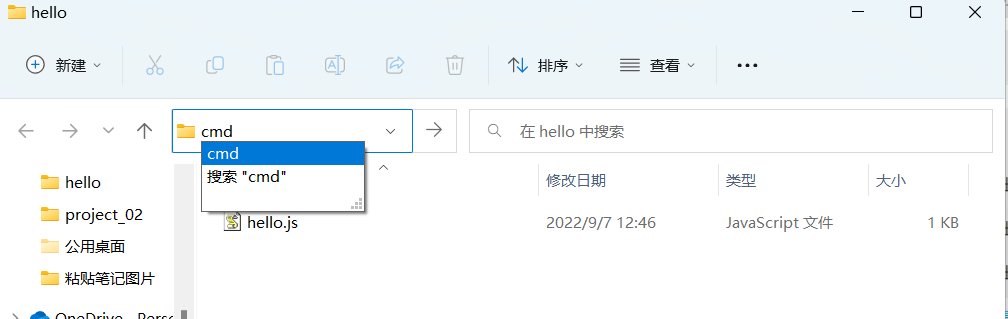 hello
新建
排序
查看
cmd
在 hello 中搜索
cmd
搜索 "cmd"
修改日期
类型
大小
hello
project_02
公用桌面
粘贴笔记图片
hello.js
2022/9/7 12:46
JavaScript 文件
1 KB
OneDrive - Perso